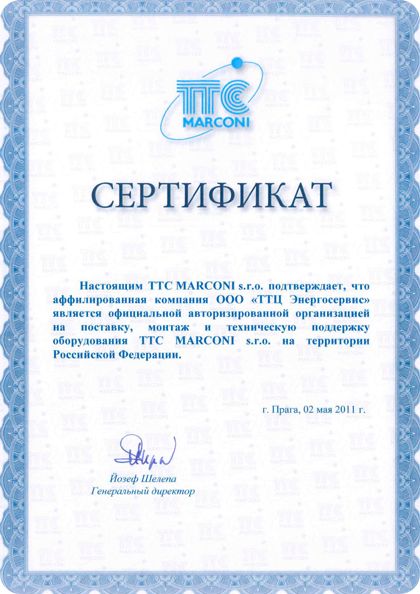 TTC
MARCONI
СЕРТИФИКАТ
Настоящим TTC MARCONI s.r.o. подтверждает, что
аффилированная компания ООО «ТТЦ Энергосервис»
является официальной авторизированной организацией
на поставку, монтаж и техническую поддержку
оборудования TTC MARCONI s.r.o. на территории
Российской Федерации.
г. Прага, 02 мая 2011 г.
Йозеф Шелепа
Генеральный директор